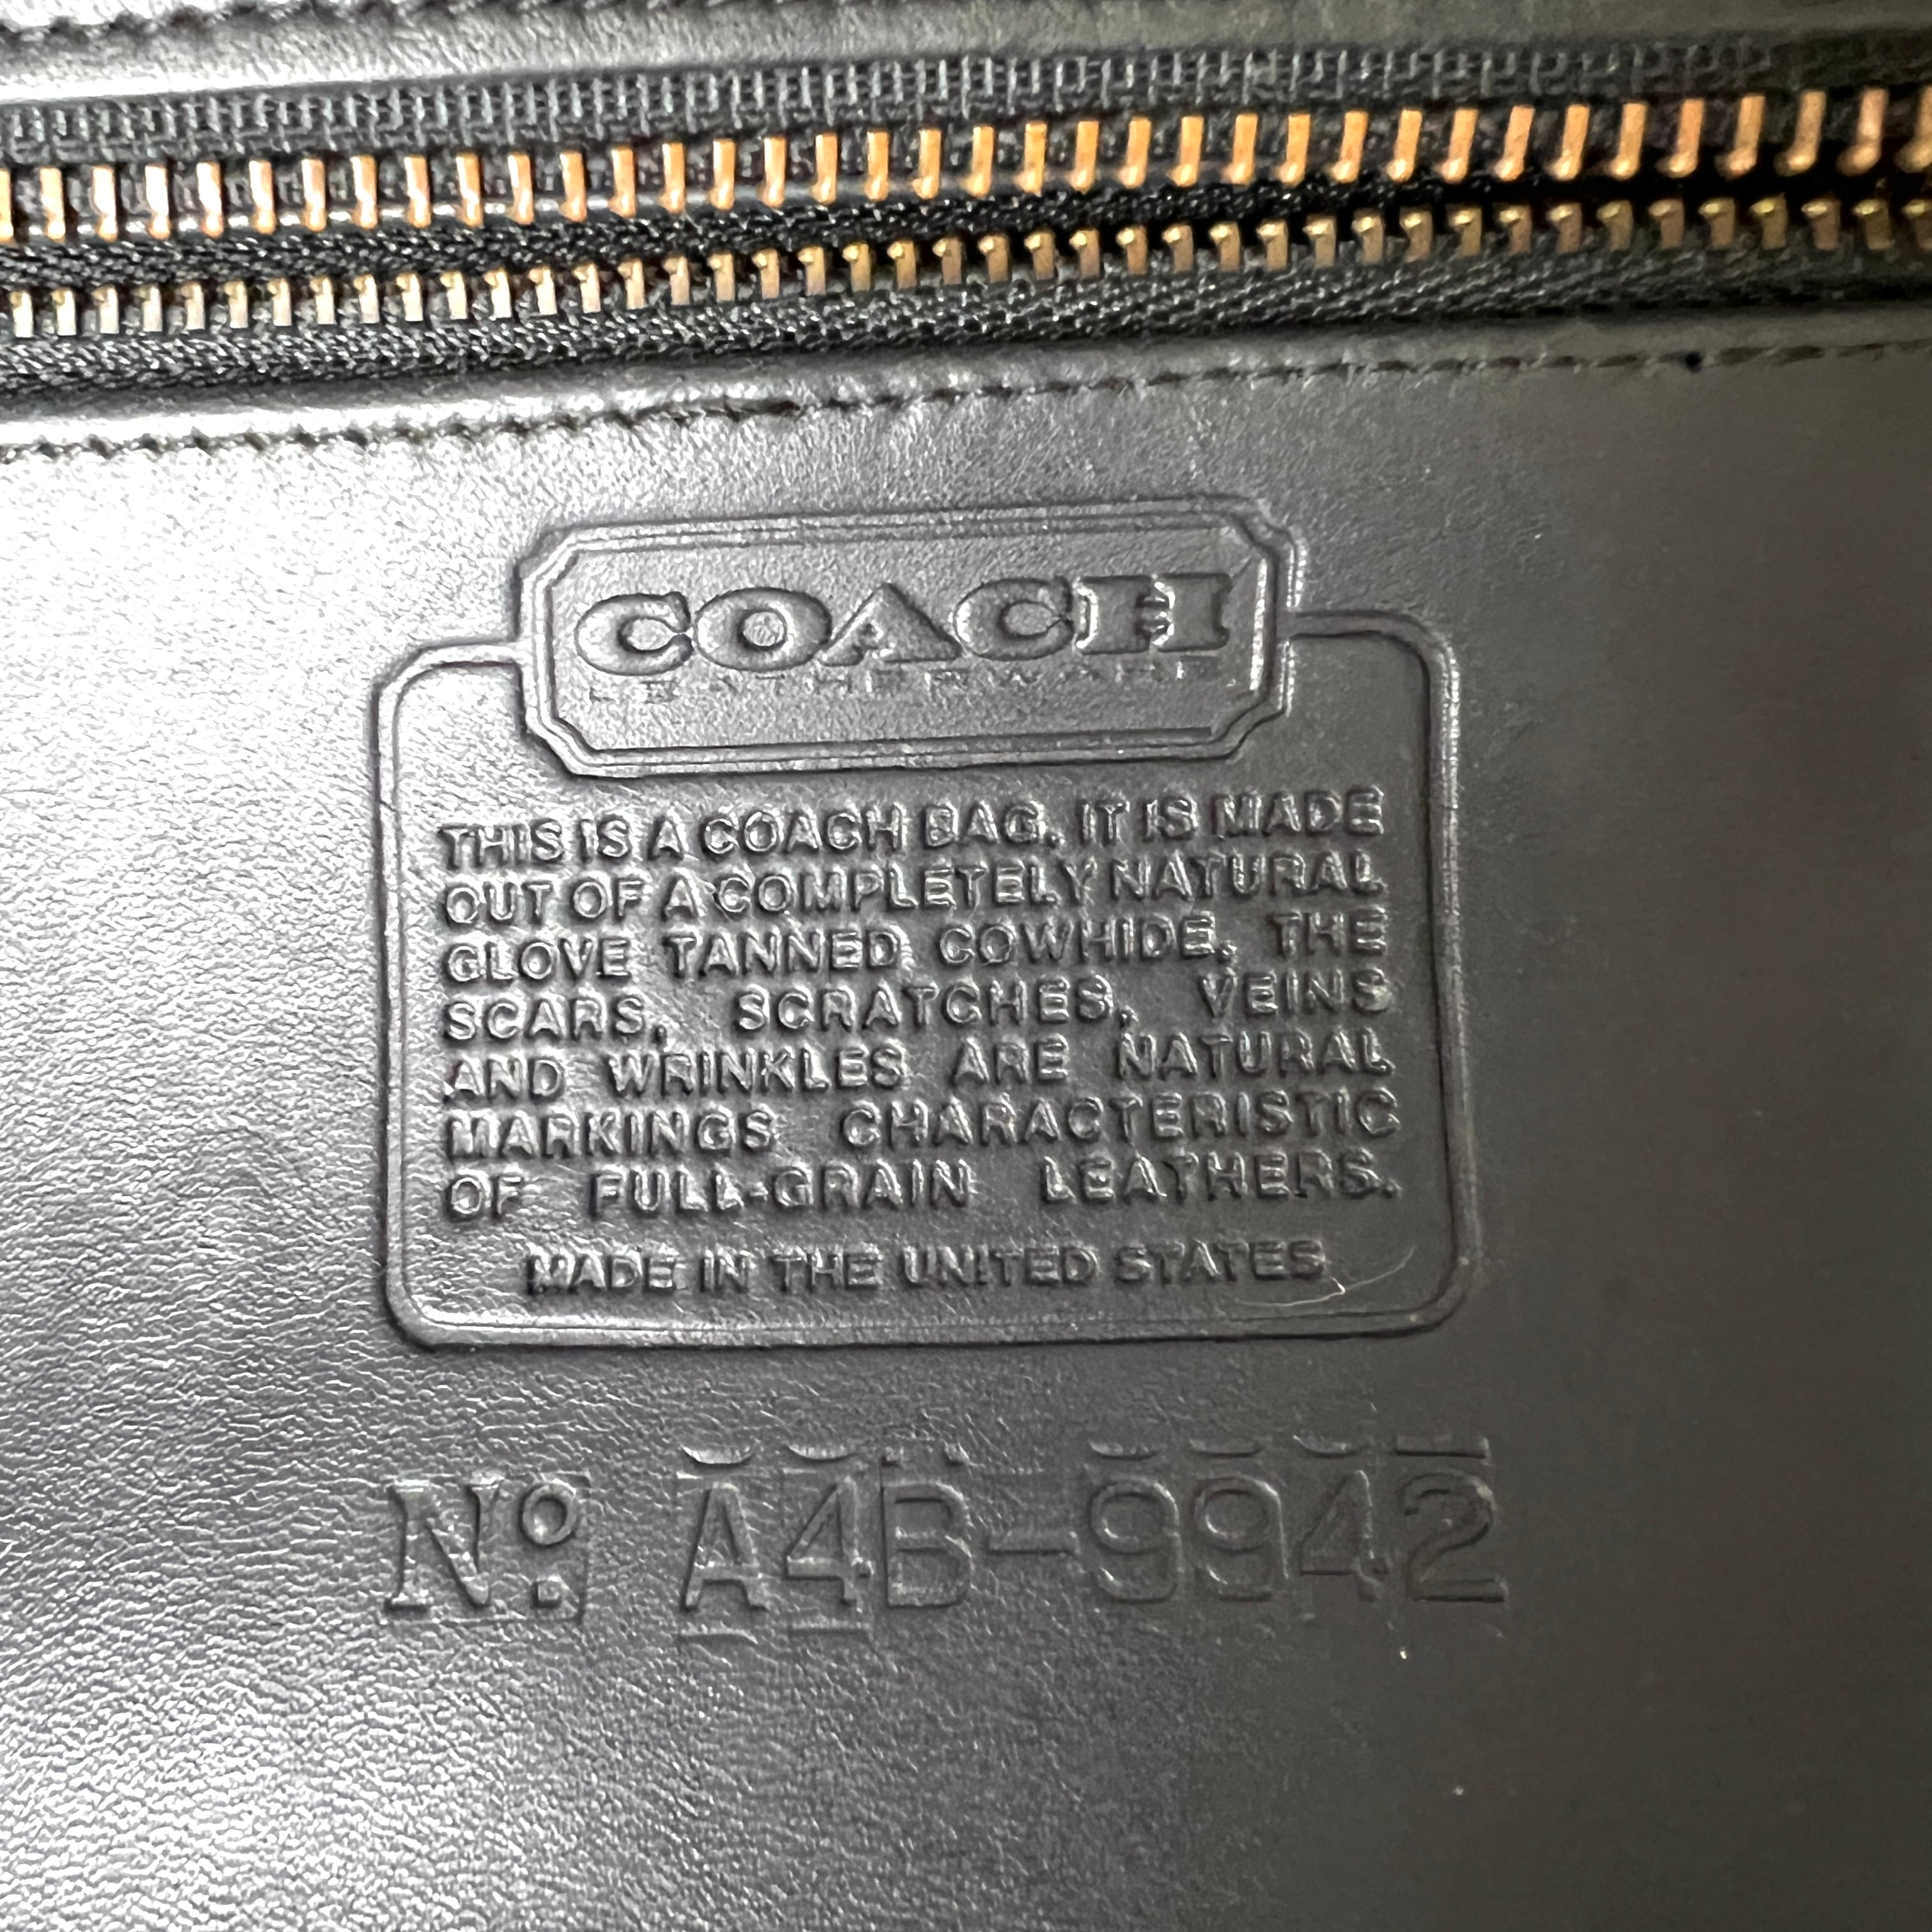 COACH
LEATHERWARE
THIS IS A COACH BAG. IT IS MADE
OUT OF A COMPLETELY NATURAL
GLOVE TANNED COWHIDE. THE
SCARS, SCRATCHES, VEINS
AND WRINKLES ARE NATURAL
MARKINGS CHARACTERISTIC
OF FULL-GRAIN LEATHERS.
MADE IN THE UNITED STATES
No. A4B-9942